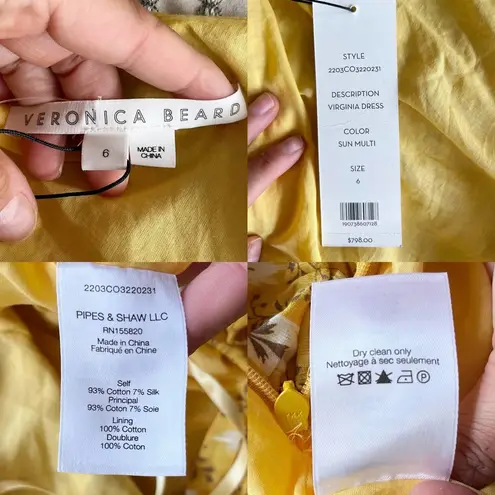 VERONICA BEARD
6
MADE IN
CHINA
STYLE
2203CO3220231
DESCRIPTION
VIRGINIA DRESS
COLOR
SUN MULTI
SIZE
6
$798.00
2203CO3220231
PIPES & SHAW LLC
RN155820
Made in China
Fabriqué en Chine
Self
93% Cotton 7% Silk
Principal
93% Coton 7% Soie
Lining
100% Cotton
Doublure
100% Coton
Dry clean only
Nettoyage à sec seulement